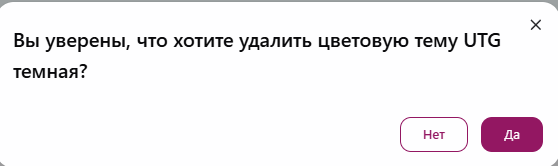 Вы уверены, что хотите удалить цветовую тему UTG
темная?
Нет
Да